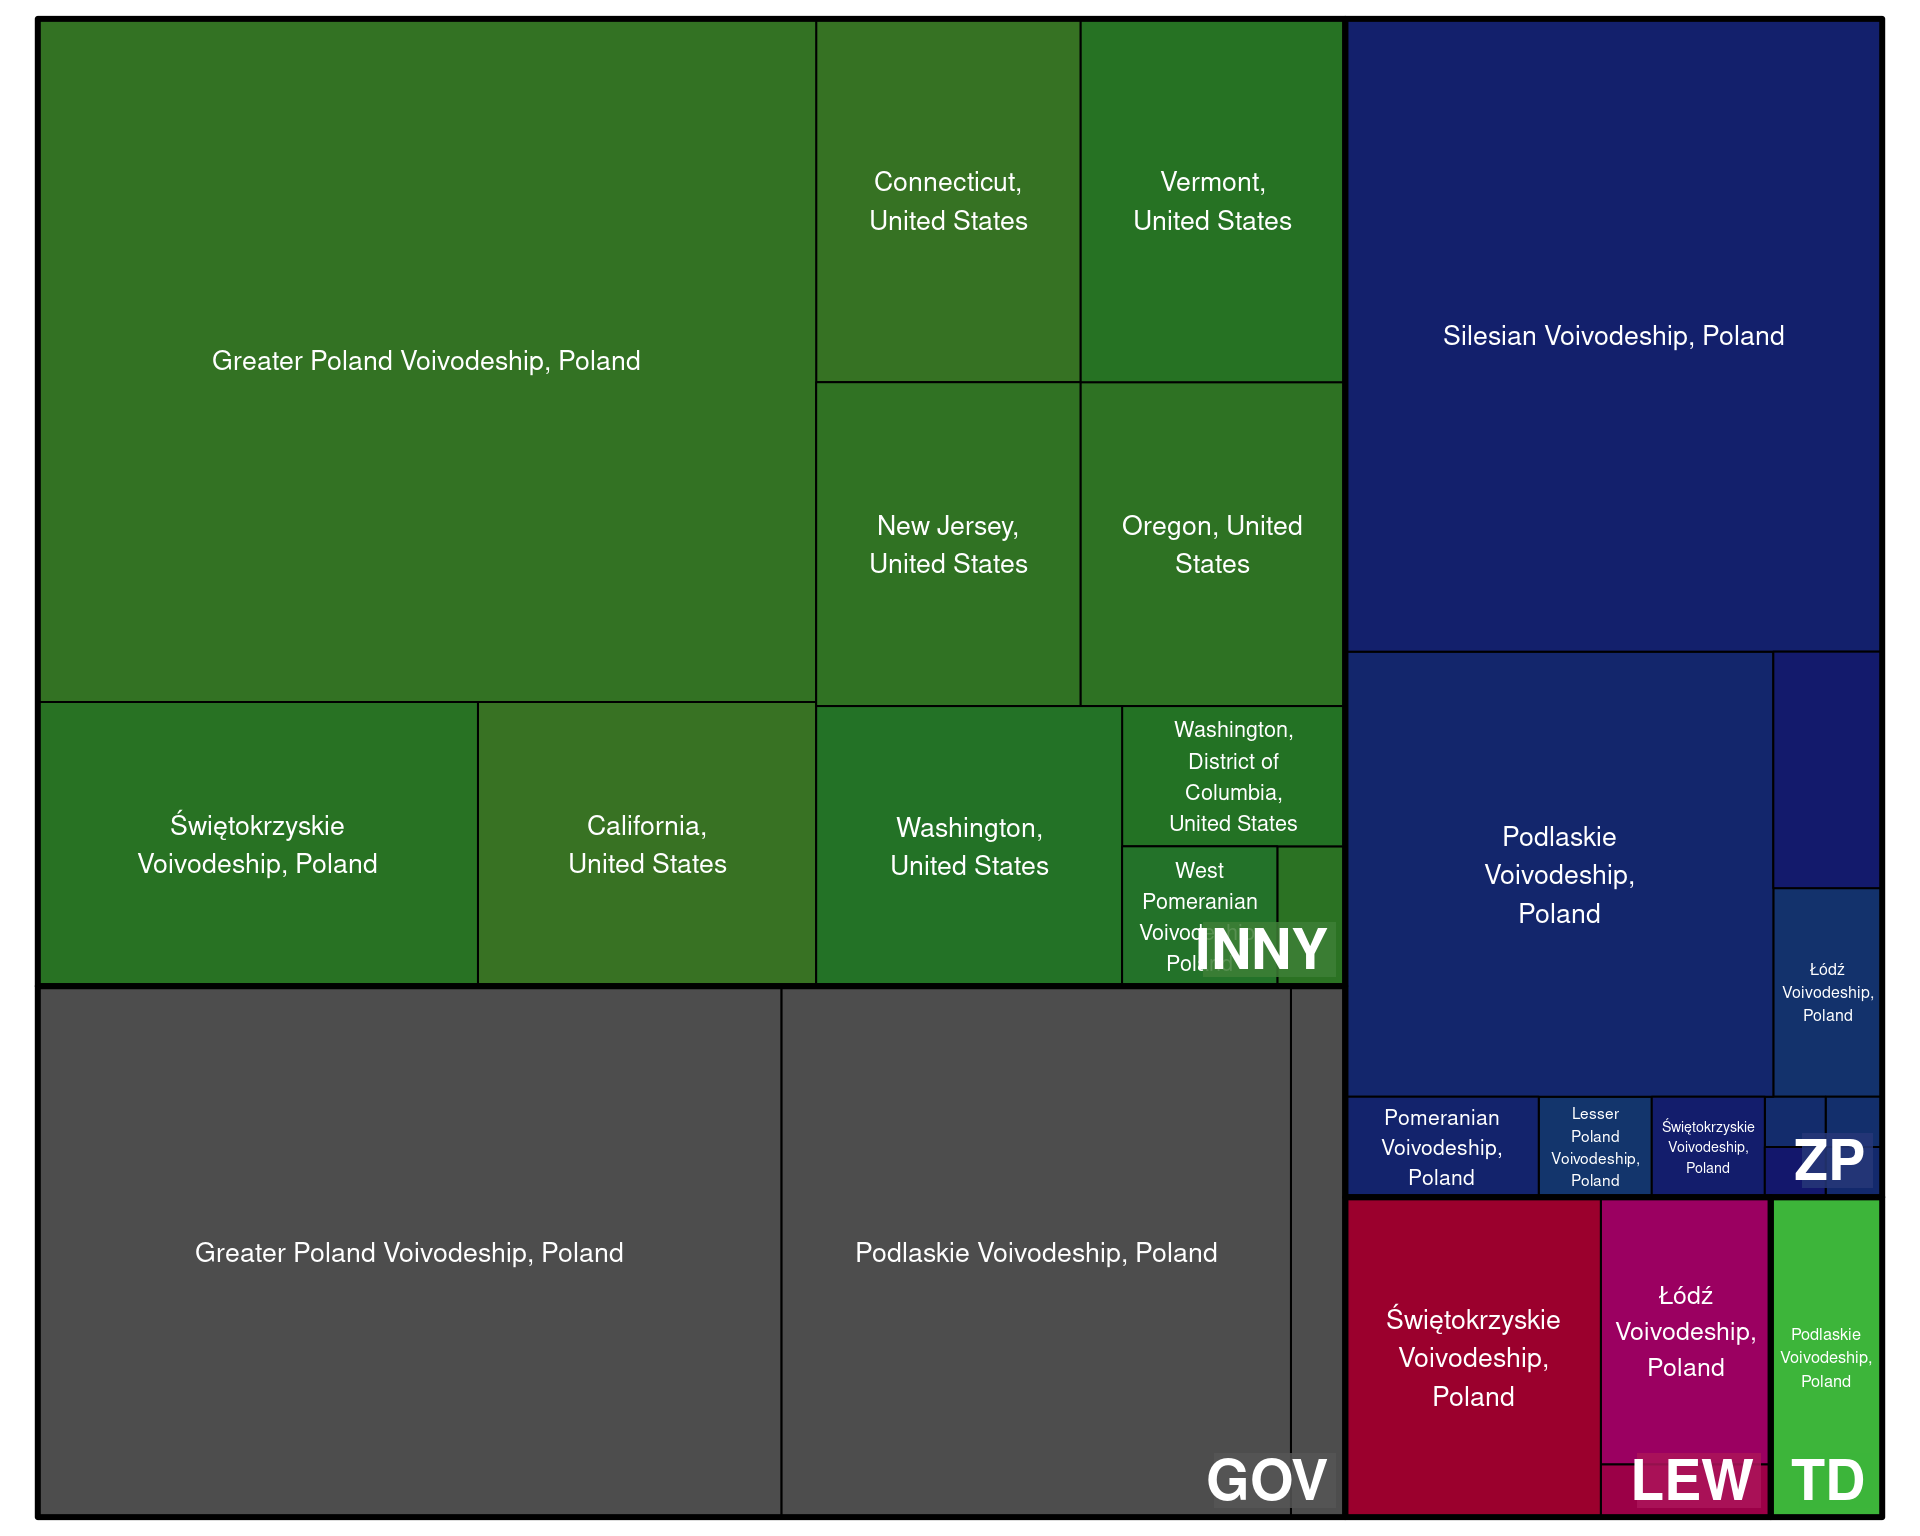 Greater Poland Voivodeship, Poland
Connecticut,
United States
Vermont,
United States
New Jersey,
United States
Oregon, United
States
Świętokrzyskie
Voivodeship, Poland
California,
United States
Washington,
United States
Washington,
District of
Columbia,
United States
West
Pomeranian
INNY
Silesian Voivodeship, Poland
Podlaskie
Voivodeship,
Poland
Łódź
Voivodeship,
Poland
Pomeranian
Voivodeship,
Poland
Lesser
Poland
Voivodeship,
Poland
Świętokrzyskie
Voivodeship,
Poland
ZP
Greater Poland Voivodeship, Poland
Podlaskie Voivodeship, Poland
GOV
Świętokrzyskie
Voivodeship,
Poland
Łódź
Voivodeship,
Poland
LEW
Podlaskie
Voivodeship,
Poland
TD